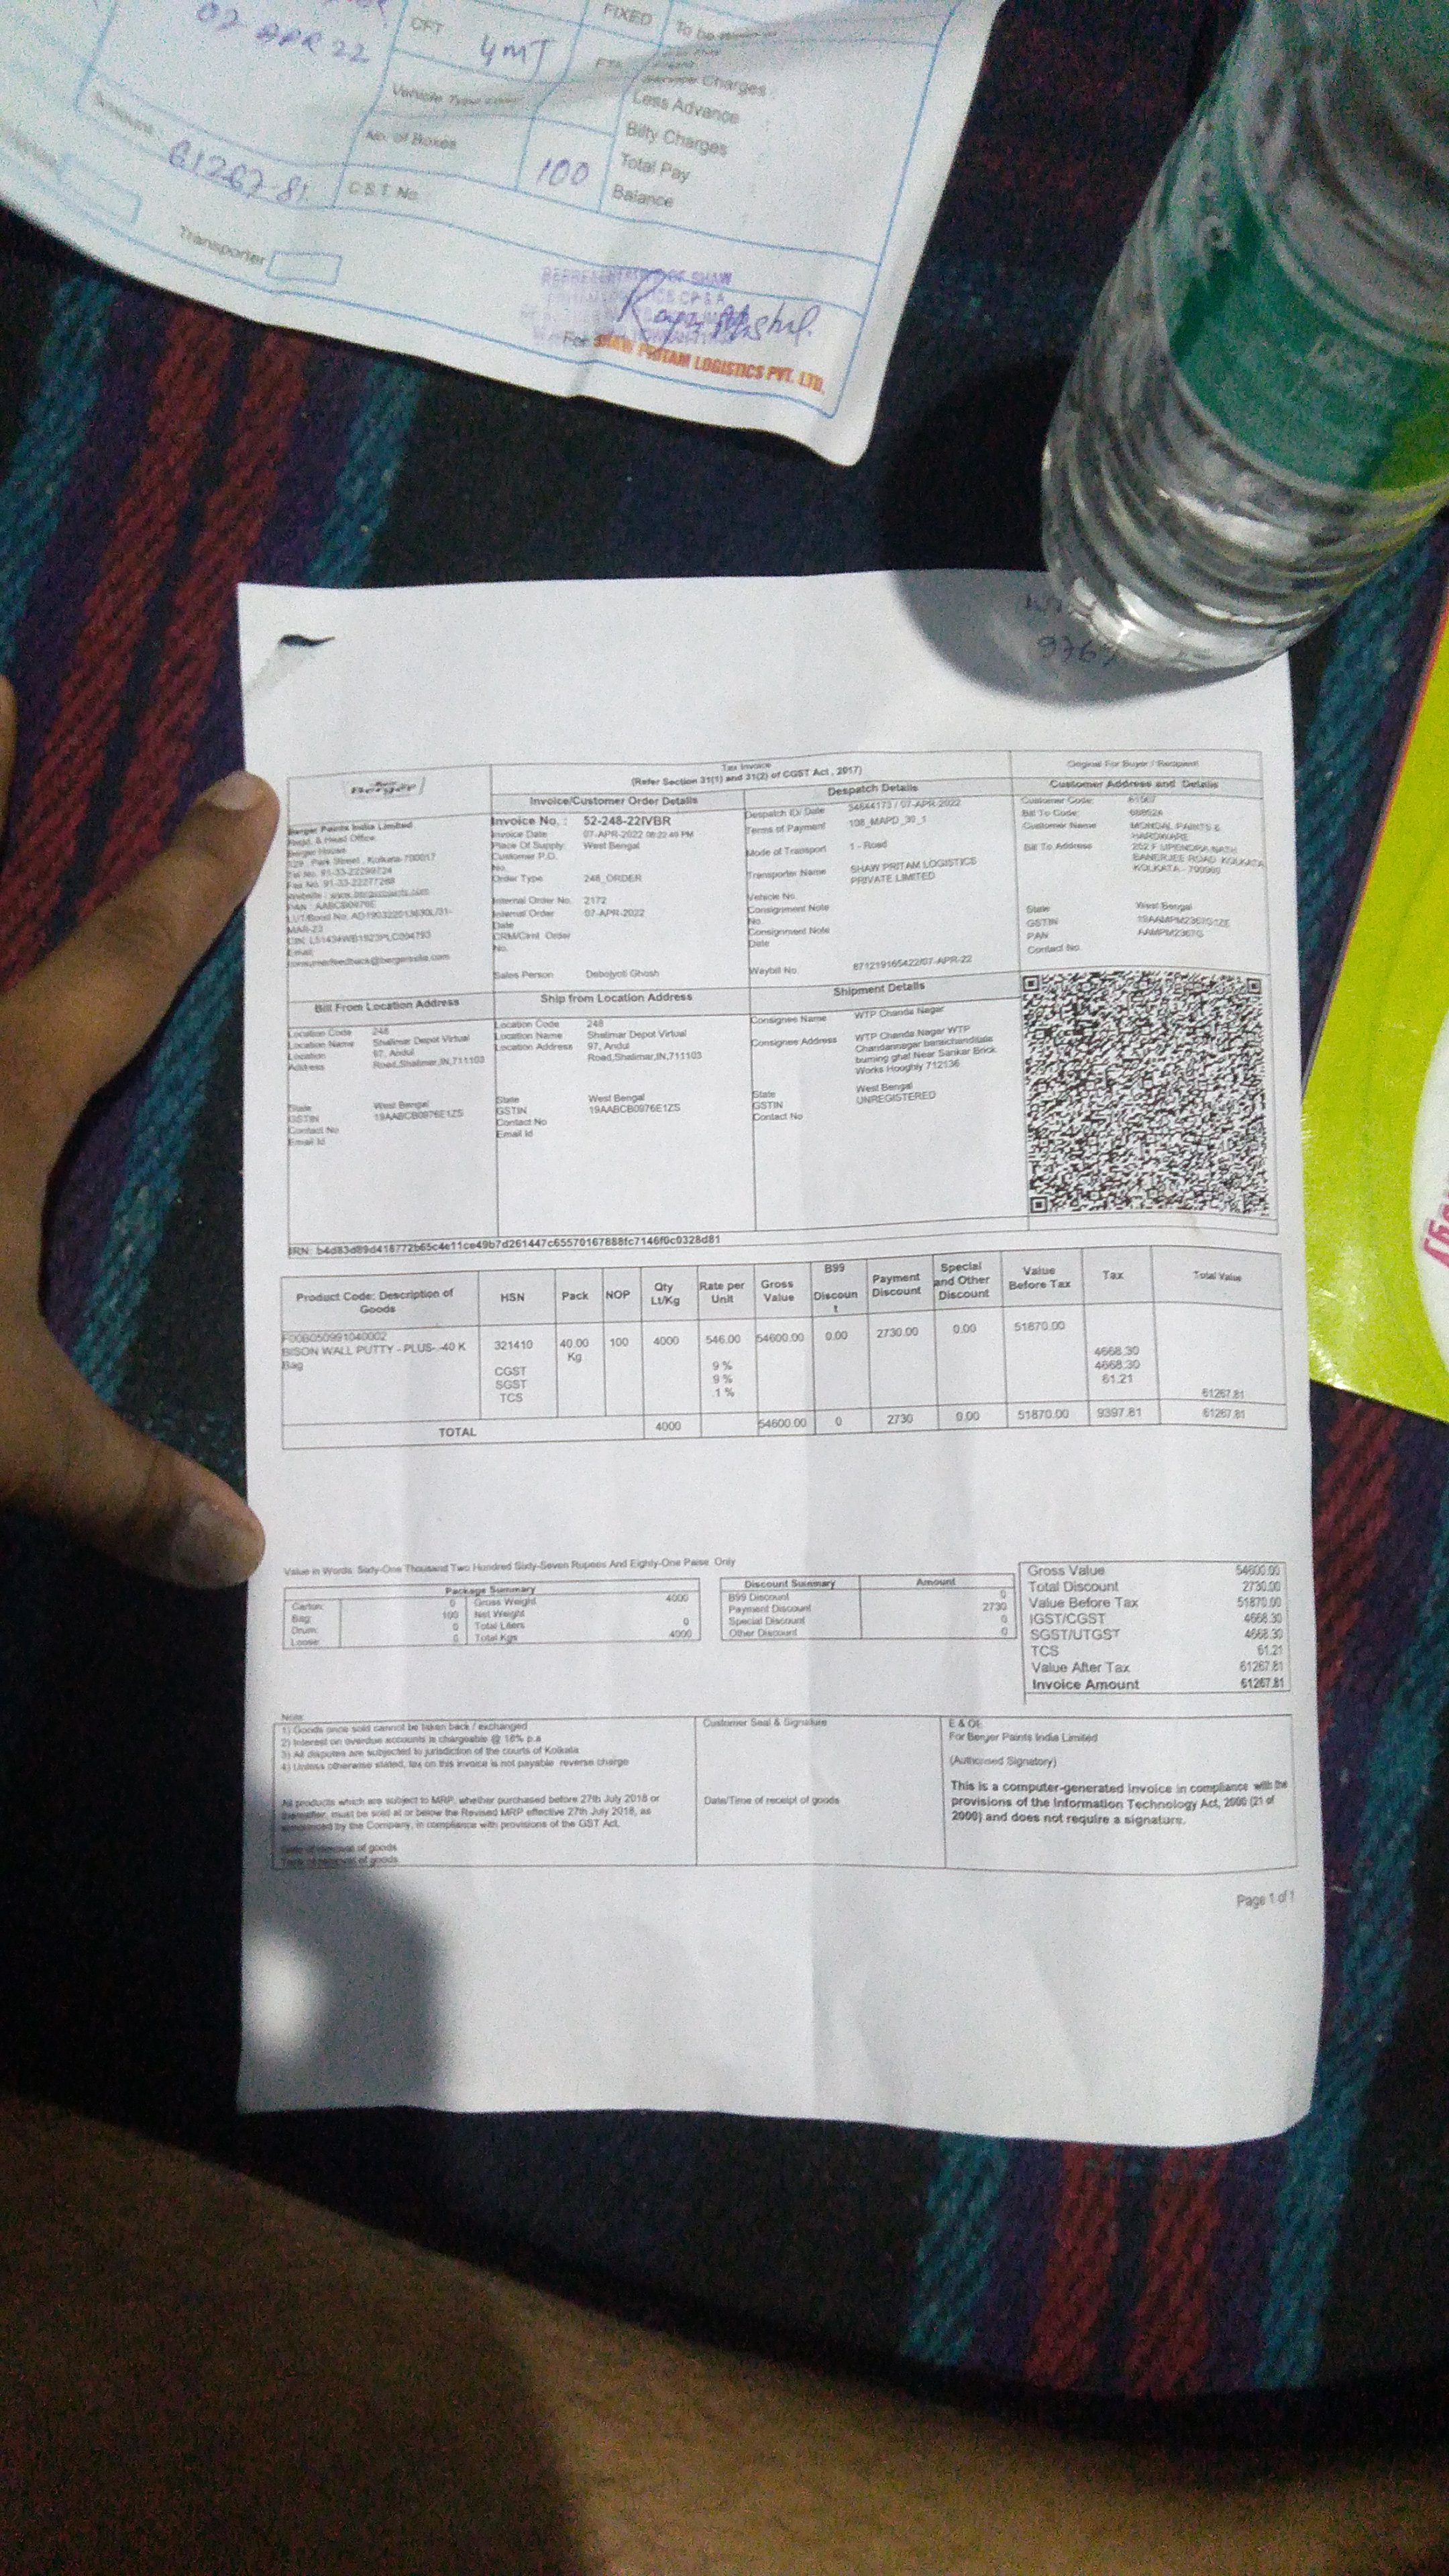 02 APR 22
CFT
4MT
FIXED
To be
Charges
Vehicle Type
Less Advance
No. of Boxes
100
Bilty Charges
Total Pay
Balance
61267-81
C.S.T. No.
Transporter
REPRESENTATIVE OF SHAW
For SHAW PRITAM LOGISTICS PVT. LTD.
Berger
Tax Invoice
(Refer Section 31(1) and 31(2) of CGST Act , 2017)
Original For Buyer / Recipient
Berger Paints India Limited
Regd. & Head Office
Berger House
129 , Park Street , Kolkata-700017
Tel No. 91-33-22299724
Fax No. 91-33-22277288
Website : www.bergerpaints.com
PAN : AABCB0976E
MAR-23
Email:
consumerfeedback@bergerindia.com
Invoice/Customer Order Details
Invoice No. : 52-248-22IVBR
Invoice Date 07-APR-2022 06:22:49 PM
Place Of Supply: West Bengal
Customer P.O. No.
Order Type 248_ORDER
Internal Order No. 2172
Internal Order Date 07-APR-2022
CRM/Cirnl Order No.
Sales Person Debojyoti Ghosh
Despatch Details
Despatch ID/ Date 54644173 / 07-APR-2022
Terms of Payment 108_MAPD_30_1
Mode of Transport 1 - Road
Transporter Name SHAW PRITAM LOGISTICS
PRIVATE LIMITED
Vehicle No.
Consignment Note No.
Consignment Note Date
Waybill No. 871219165422/07-APR-22
Customer Address and Details
Customer Code:
Bill To Code:
Customer Name MONDAL PAINTS &
HARDWARE
Bill To Address 202 F UPENDRA NATH
BANERJEE ROAD KOLKATA
KOLKATA - 700060
State West Bengal
GSTIN 19AAMPM2367G1ZE
PAN AAMPM2367G
Contact No.
Bill From Location Address
Location Code 248
Location Name Shalimar Depot Virtual
Location Address 97, Andul
Road,Shalimar,IN,711103
State West Bengal
GSTIN 19AABCB0976E1ZS
Contact No
Email Id
Ship from Location Address
Location Code 248
Location Name Shalimar Depot Virtual
Location Address 97, Andul
Road,Shalimar,IN,711103
State West Bengal
GSTIN 19AABCB0976E1ZS
Contact No
Email Id
Shipment Details
Consignee Name WTP Chanda Nagar
Consignee Address WTP Chanda Nagar WTP
Chandannagar benaichanditala
burning ghat Near Sankar Brick
Works Hooghly 712136
State West Bengal
GSTIN UNREGISTERED
Contact No
IRN: b4d83d89d418772b65c4e11ce49b7d261447c65570167888fc7146f0c0328d81
Product Code: Description of Goods HSN Pack NOP Qty Lt/Kg Rate per Unit Gross Value B99 Discount Payment Discount Special and Other Discount Value Before Tax Tax Total Value
F00B050991040002
BISON WALL PUTTY - PLUS- -40 K Bag 321410 40.00 Kg 100 4000 546.00 54600.00 0.00 2730.00 0.00 51870.00
CGST 9 % 4668.30
SGST 9 % 4668.30
TCS .1 % 61.21
61267.81
TOTAL 4000 54600.00 0 2730 0.00 51870.00 9397.81 61267.81
Value in Words: Sixty-One Thousand Two Hundred Sixty-Seven Rupees And Eighty-One Paise Only
Package Summary
Carton: 0 Gross Weight 4000
Bag: 100 Net Weight
Drum: 0 Total Liters 0
Loose: 0 Total Kgs 4000
Discount Summary Amount
B99 Discount 0
Payment Discount 2730
Special Discount 0
Other Discount 0
Gross Value 54600.00
Total Discount 2730.00
Value Before Tax 51870.00
IGST/CGST 4668.30
SGST/UTGST 4668.30
TCS 61.21
Value After Tax 61267.81
Invoice Amount 61267.81
Note:
1) Goods once sold cannot be taken back / exchanged
2) Interest on overdue accounts is chargeable @ 18% p.a
3) All disputes are subjected to jurisdiction of the courts of Kolkata
4) Unless otherwise stated, tax on this invoice is not payable reverse charge
All products which are subject to MRP, whether purchased before 27th July 2018 or
thereafter, must be sold at or below the Revised MRP effective 27th July 2018, as
announced by the Company, in compliance with provisions of the GST Act.
Date of removal of goods
Time of removal of goods
Customer Seal & Signature
Date/Time of receipt of goods
E & OE
For Berger Paints India Limited
(Authorised Signatory)
This is a computer-generated invoice in compliance with the
provisions of the Information Technology Act, 2000 (21 of
2000) and does not require a signature.
Page 1 of 1